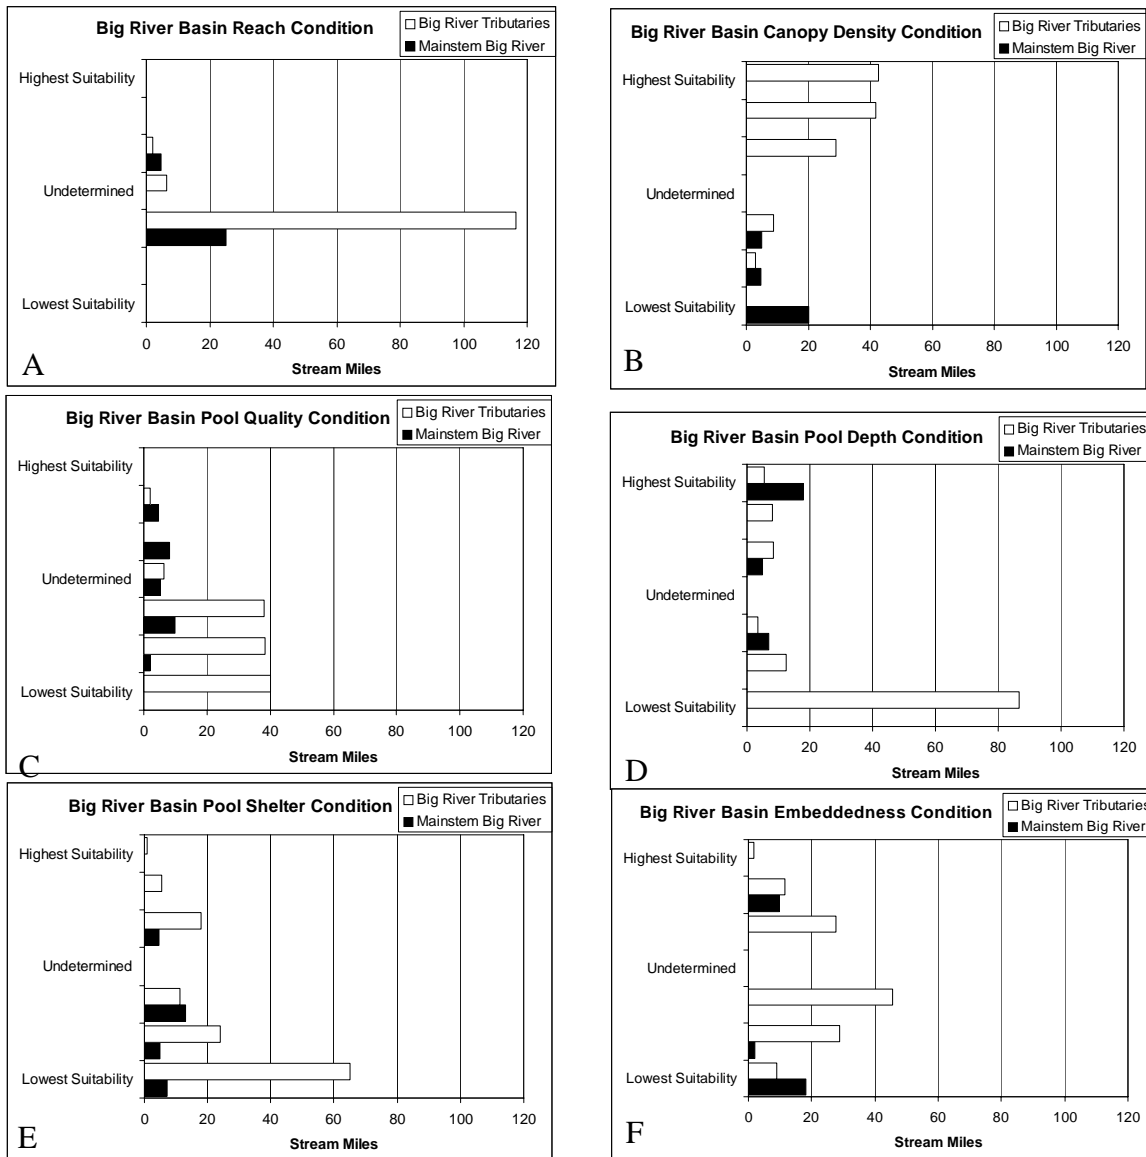 Big River Basin Reach Condition
Big River Tributaries
Mainstem Big River
Highest Suitability
Undetermined
Lowest Suitability
0 20 40 60 80 100 120
Stream Miles
A
Big River Basin Canopy Density Condition
Big River Tributaries
Mainstem Big River
Highest Suitability
Undetermined
Lowest Suitability
0 20 40 60 80 100 120
Stream Miles
B
Big River Basin Pool Quality Condition
Big River Tributaries
Mainstem Big River
Highest Suitability
Undetermined
Lowest Suitability
0 20 40 60 80 100 120
Stream Miles
C
Big River Basin Pool Depth Condition
Big River Tributaries
Mainstem Big River
Highest Suitability
Undetermined
Lowest Suitability
0 20 40 60 80 100 120
Stream Miles
D
Big River Basin Pool Shelter Condition
Big River Tributaries
Mainstem Big River
Highest Suitability
Undetermined
Lowest Suitability
0 20 40 60 80 100 120
Stream Miles
E
Big River Basin Embeddedness Condition
Big River Tributaries
Mainstem Big River
Highest Suitability
Undetermined
Lowest Suitability
0 20 40 60 80 100 120
Stream Miles
F